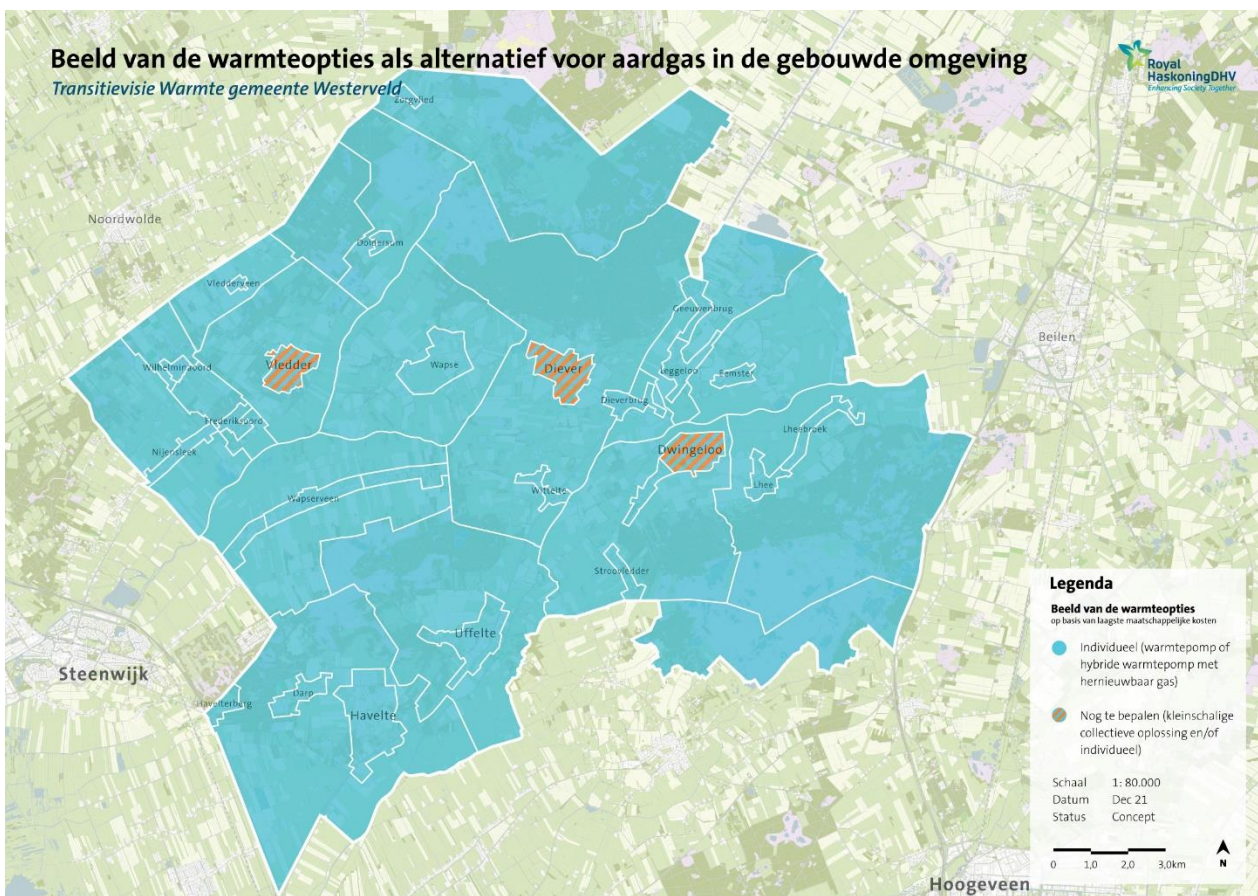 Beeld van de warmteopties als alternatief voor aardgas in de gebouwde omgeving
Transitievisie Warmte gemeente Westerveld
Royal
HaskoningDHV
Enhancing Society Together
Zorgvlied
Noordwolde
Doldersum
Vledderveen
Geeuwenbrug
Beilen
Wilhelminaoord
Vledder
Wapse
Diever
Leggeloo
Eemster
Dieverbrug
Frederiksoord
Lheebroek
Nijensleek
Dwingeloo
Lhee
Wapserveen
Wittelte
Stroovledder
Uffelte
Steenwijk
Havelterberg
Darp
Havelte
Hoogeveen
Legenda
Beeld van de warmteopties
op basis van laagste maatschappelijke kosten
Individueel (warmtepomp of
hybride warmtepomp met
hernieuwbaar gas)
Nog te bepalen (kleinschalige
collectieve oplossing en/of
individueel)
Schaal 1: 80.000
Datum Dec 21
Status Concept
0 1,0 2,0 3,0km
N